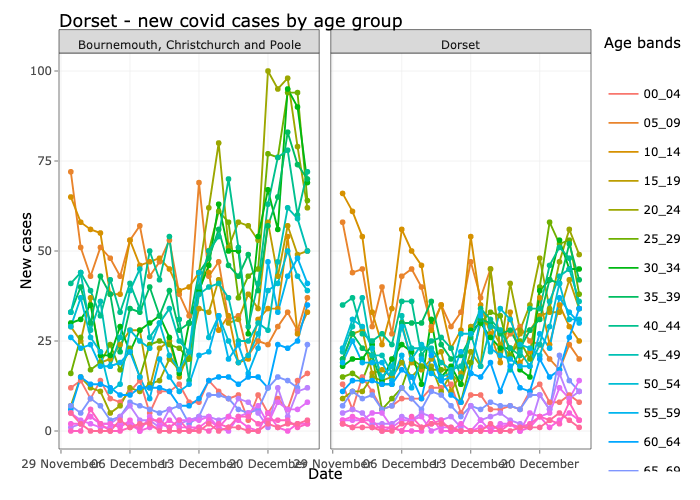 Dorset - new covid cases by age group
Bournemouth, Christchurch and Poole
Dorset
Age bands
00_04
05_09
10_14
15_19
20_24
25_29
30_34
35_39
40_44
45_49
50_54
55_59
60_64
65_69
New cases
100
75
50
25
0
29 November 06 December 13 December 20 December
29 November 06 December 13 December 20 December
Date